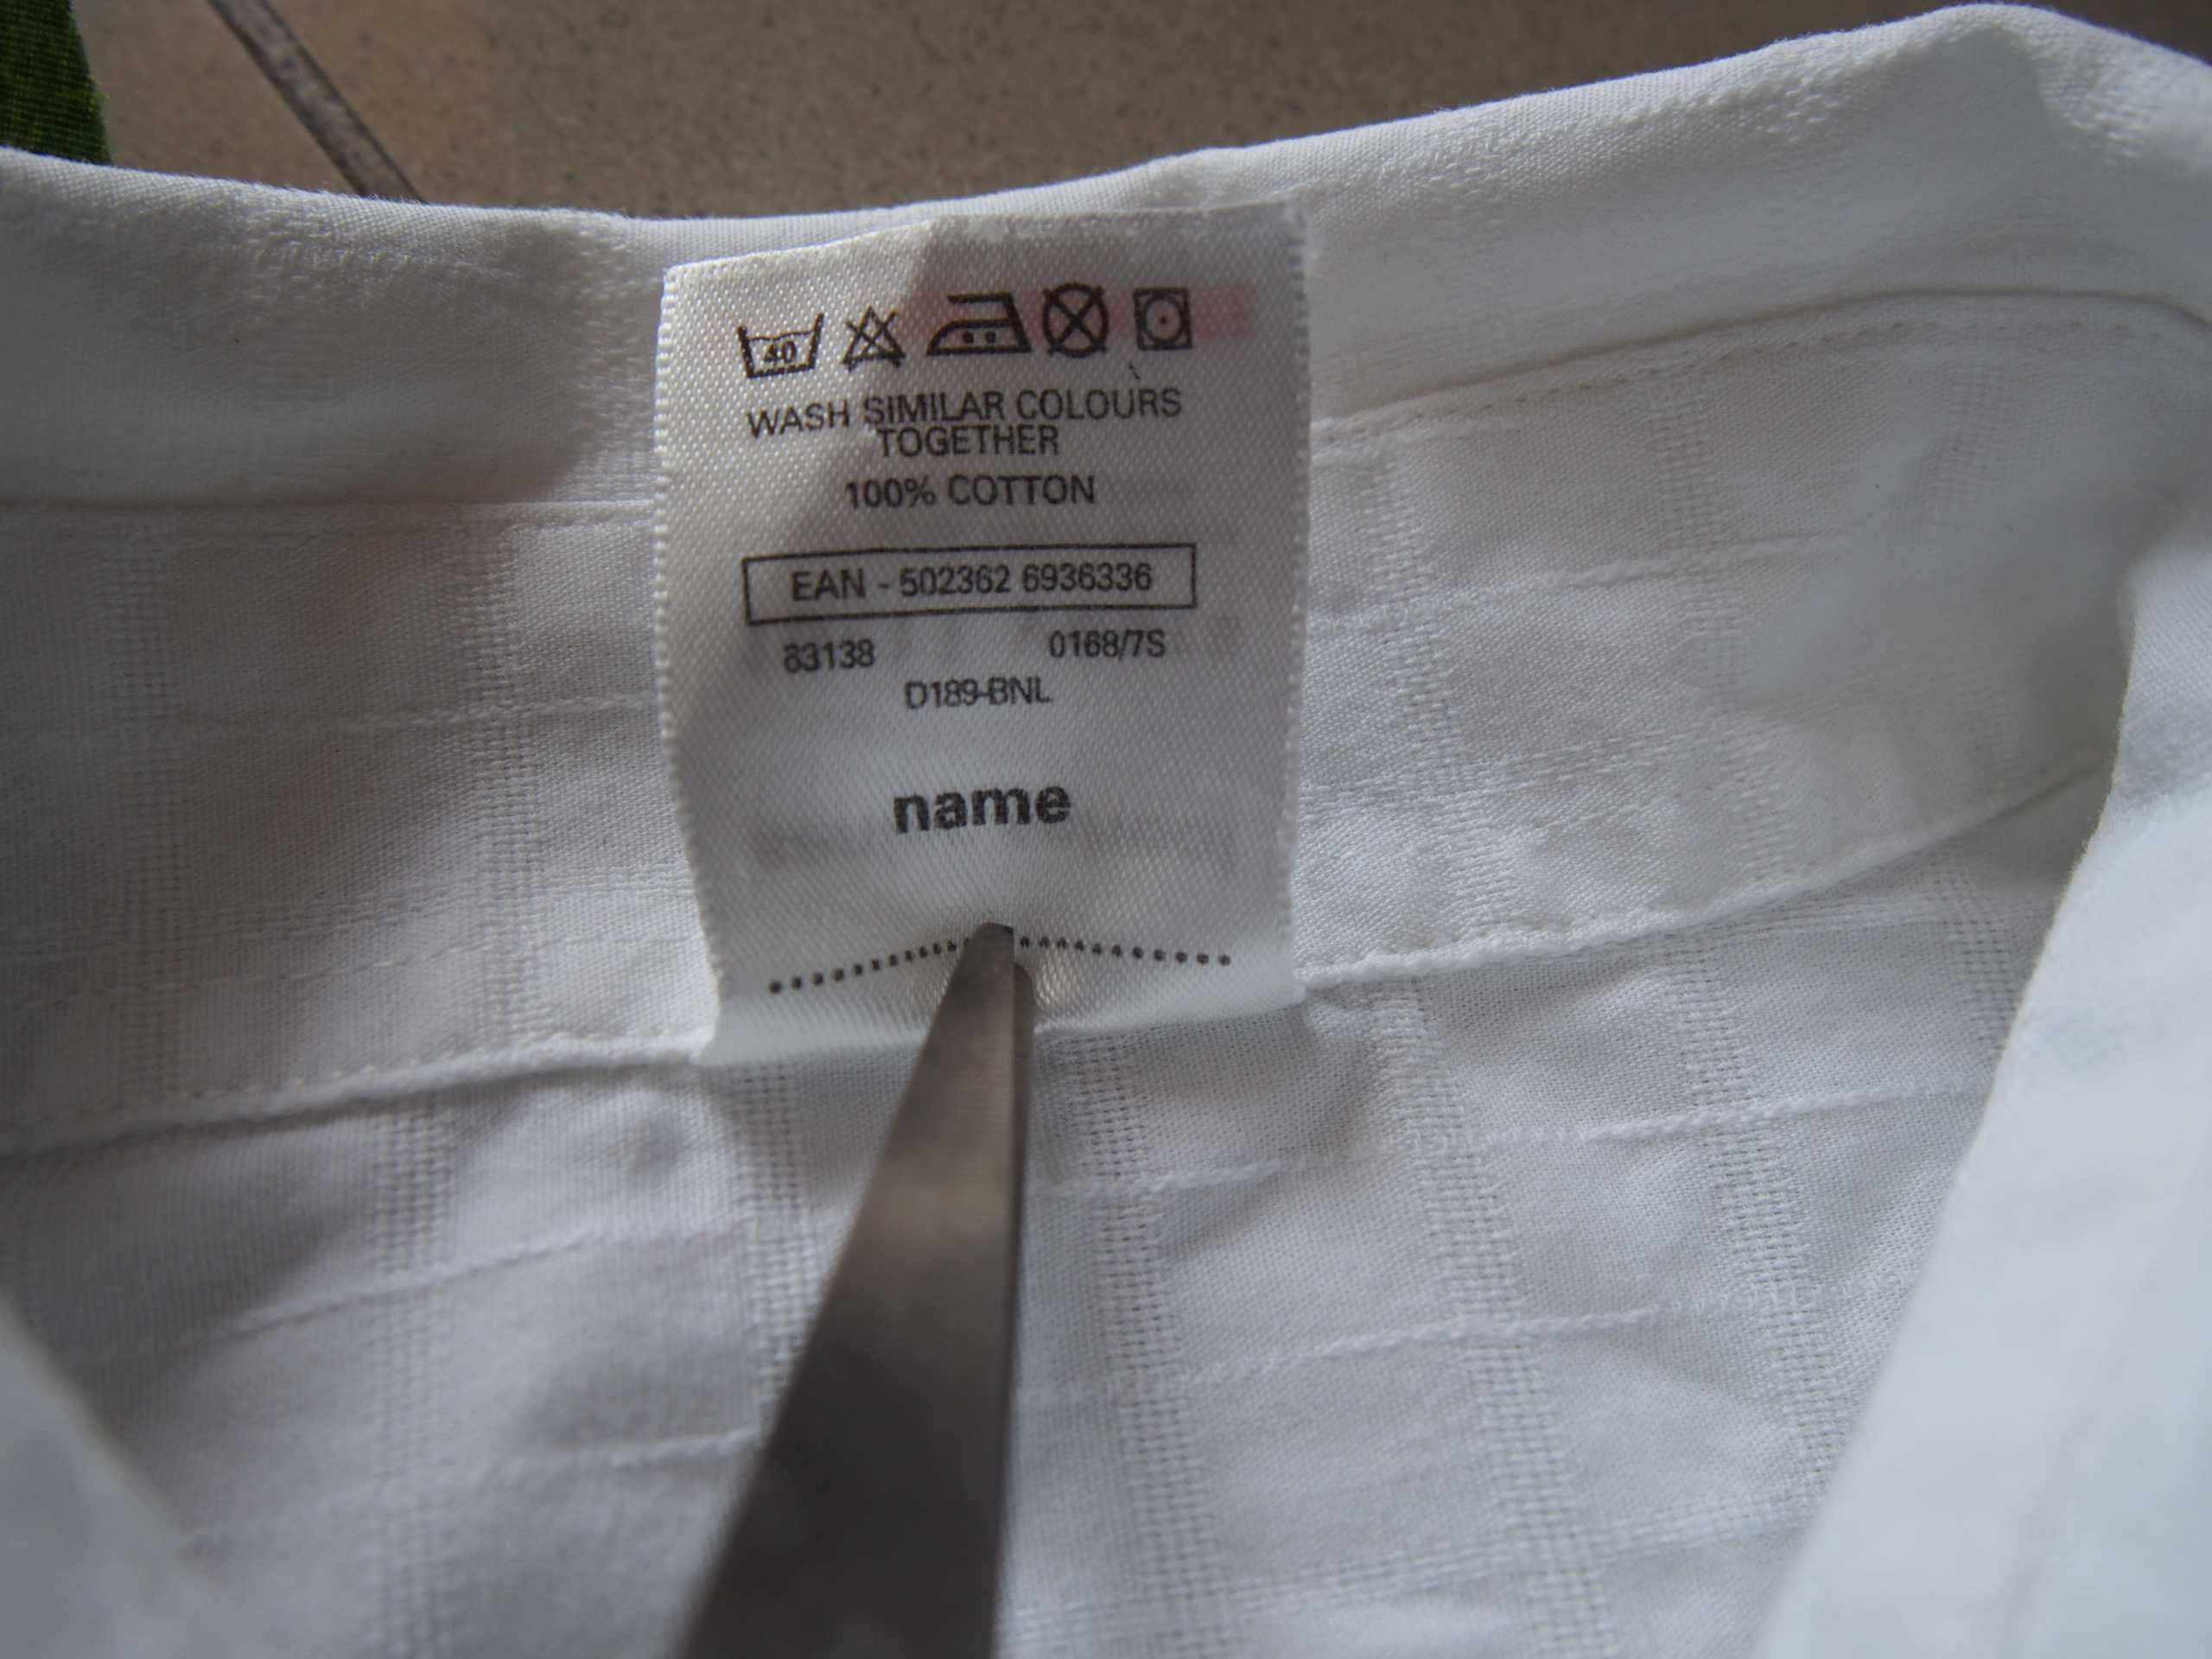 40
WASH SIMILAR COLOURS
TOGETHER
100% COTTON
EAN - 502362 6936336
83138 0168/7S
D189-BNL
name